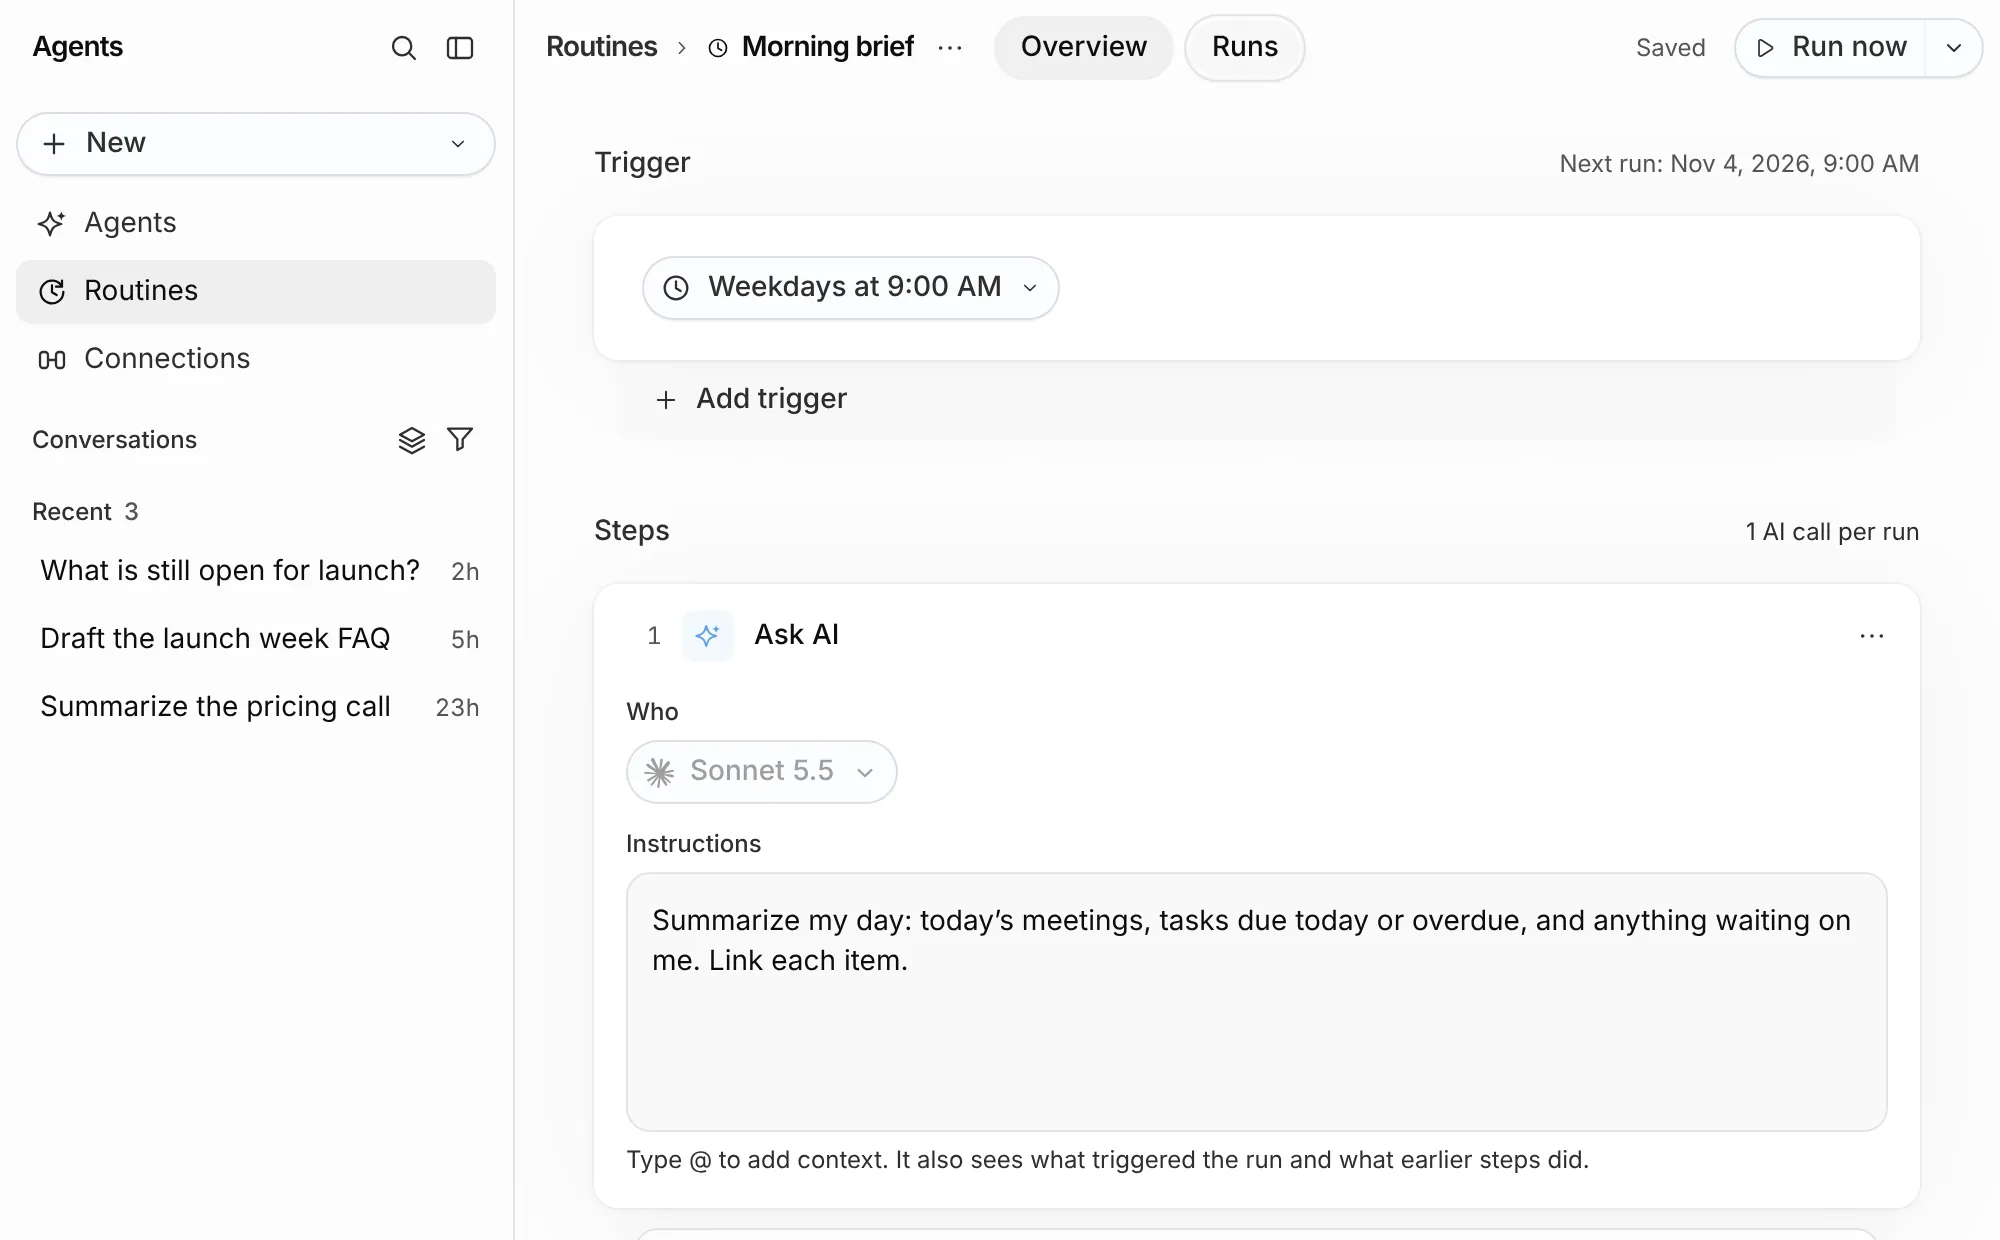 Agents
New
Agents
Routines
Connections
Conversations
Recent 3
What is still open for launch? 2h
Draft the launch week FAQ 5h
Summarize the pricing call 23h
Routines › Morning brief ··· Overview Runs Saved Run now
Trigger Next run: Nov 4, 2026, 9:00 AM
Weekdays at 9:00 AM
Add trigger
Steps 1 AI call per run
1 Ask AI
Who
Sonnet 5.5
Instructions
Summarize my day: today’s meetings, tasks due today or overdue, and anything waiting on
me. Link each item.
Type @ to add context. It also sees what triggered the run and what earlier steps did.